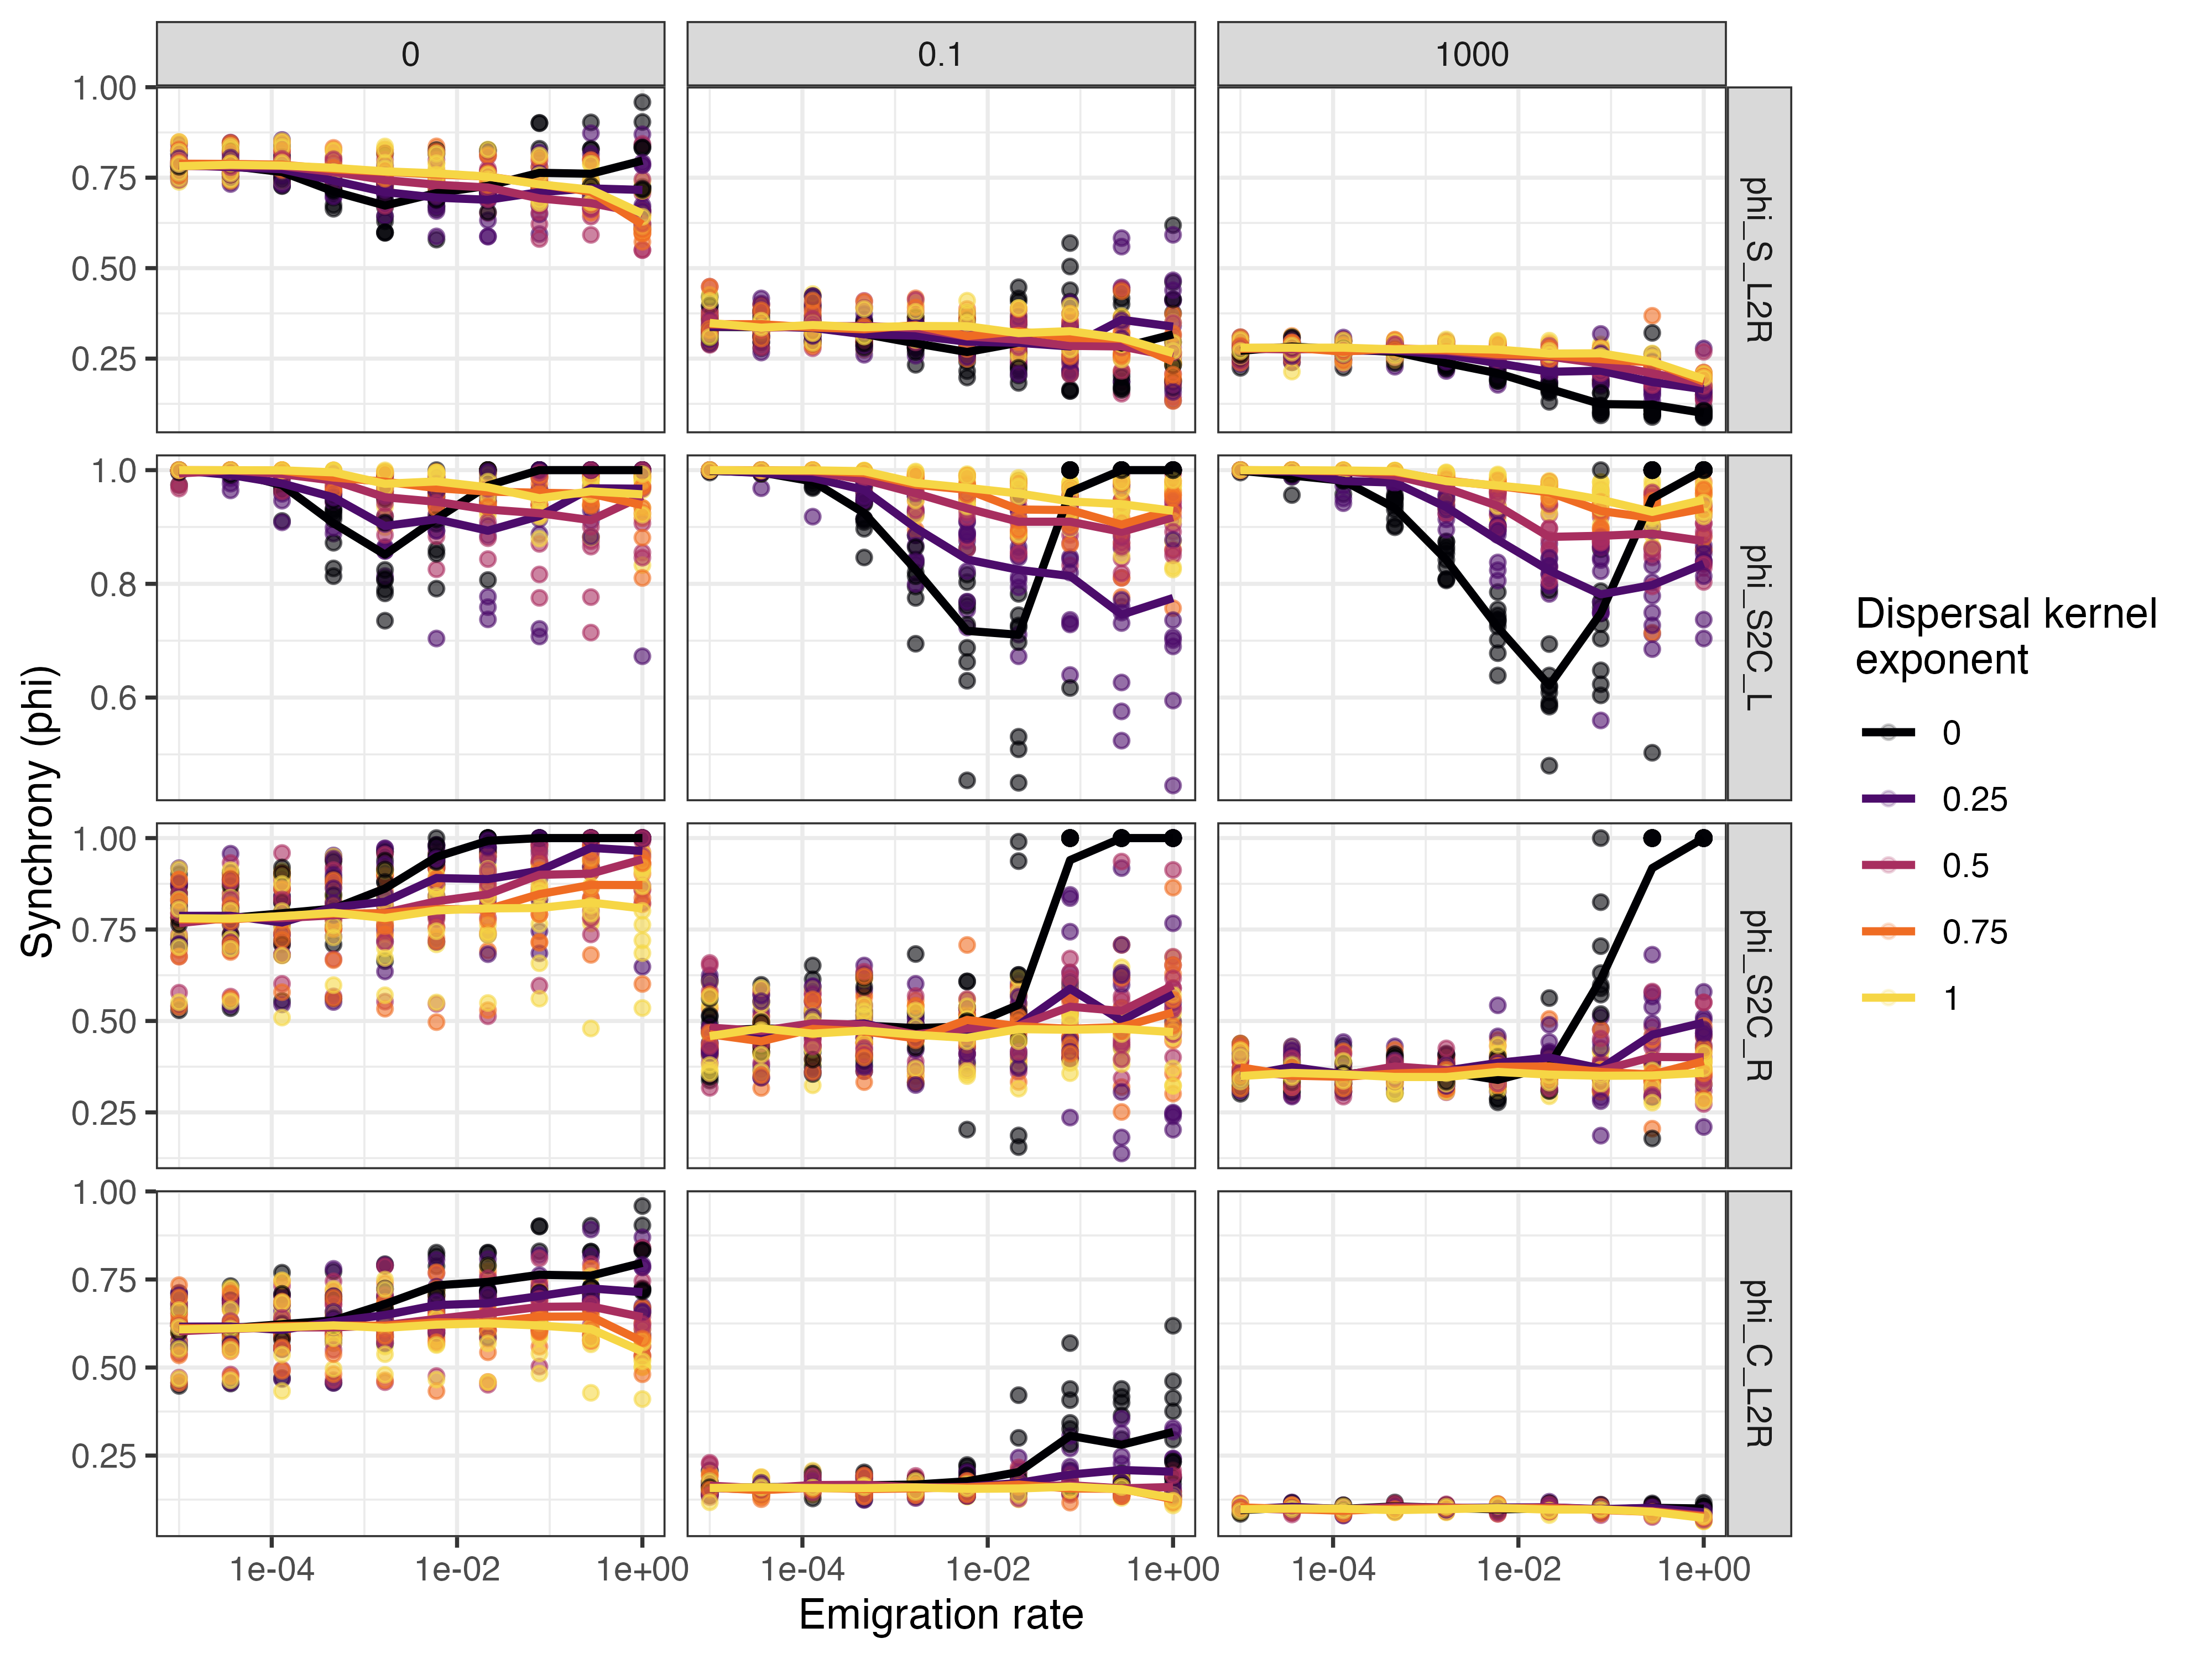 0 0.1 1000
1.00
0.75
0.50
0.25
phi_S_L2R
1.0
0.8
0.6
phi_S2C_L
1.00
0.75
0.50
0.25
phi_S2C_R
1.00
0.75
0.50
0.25
phi_C_L2R
1e-04 1e-02 1e+00 1e-04 1e-02 1e+00 1e-04 1e-02 1e+00
Emigration rate
Synchrony (phi)
Dispersal kernel
exponent
0
0.25
0.5
0.75
1